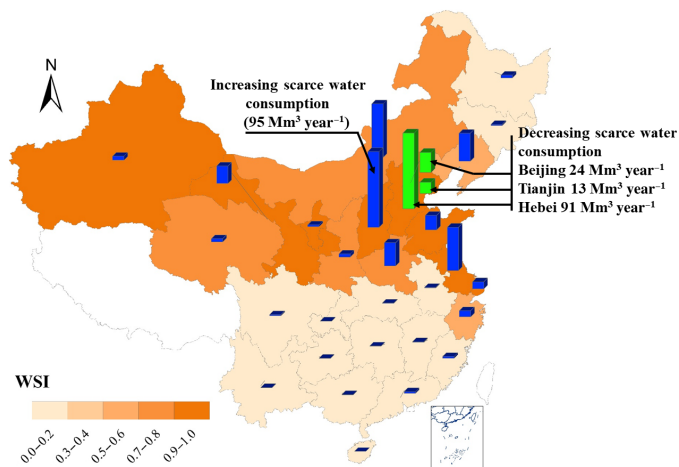 N
Increasing scarce water
consumption
(95 Mm³ year⁻¹)
Decreasing scarce water
consumption
Beijing 24 Mm³ year⁻¹
Tianjin 13 Mm³ year⁻¹
Hebei 91 Mm³ year⁻¹
WSI
0.0–0.2
0.3–0.4
0.5–0.6
0.7–0.8
0.9–1.0